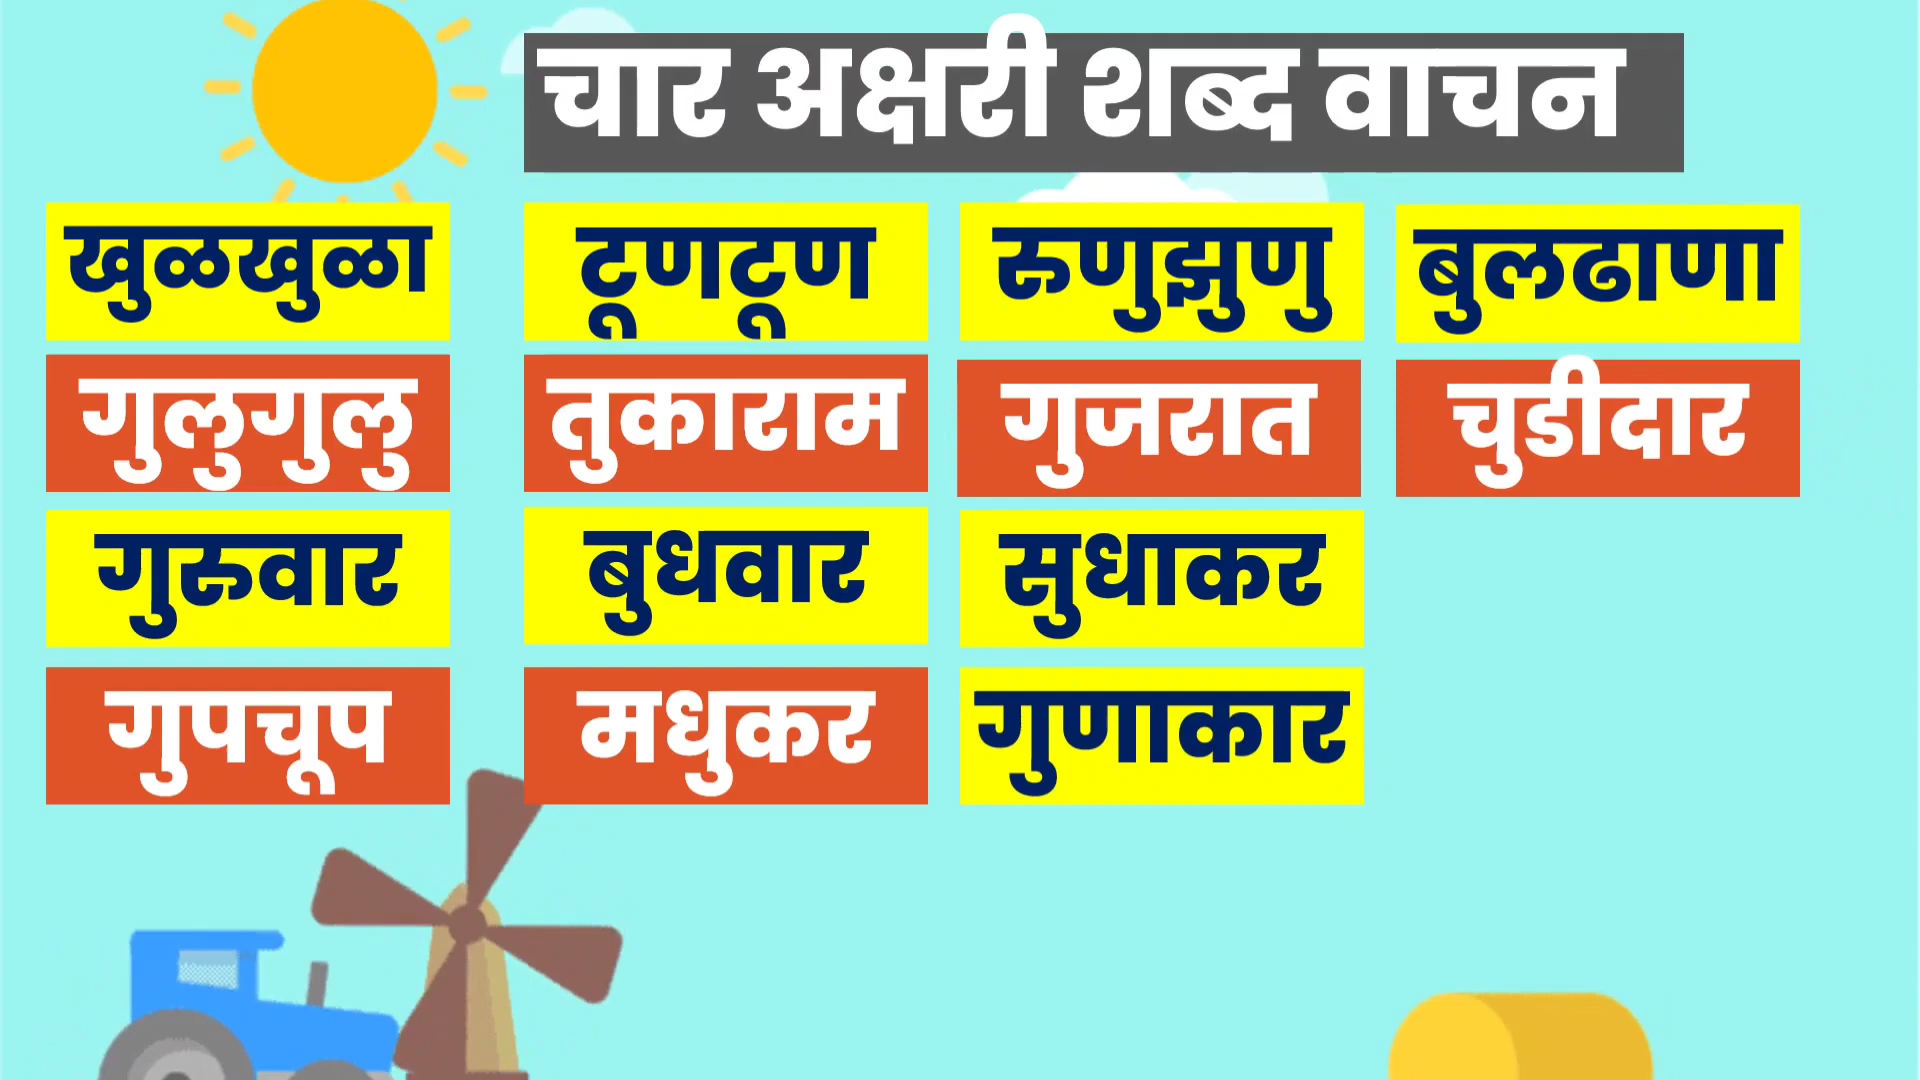 चार अक्षरी शब्द वाचन
खुळखुळा टूणटूण रुणुझुणु बुलढाणा
गुलुगुलु तुकाराम गुजरात चुडीदार
गुरुवार बुधवार सुधाकर
गुपचूप मधुकर गुणाकार